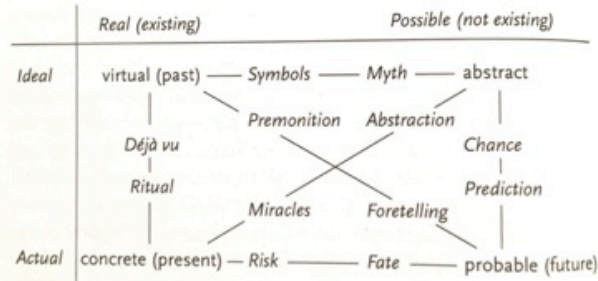 Real (existing) Possible (not existing)
Ideal virtual (past) Symbols Myth abstract
Premonition Abstraction
Déjà vu Chance
Ritual Prediction
Miracles Foretelling
Actual concrete (present) Risk Fate probable (future)